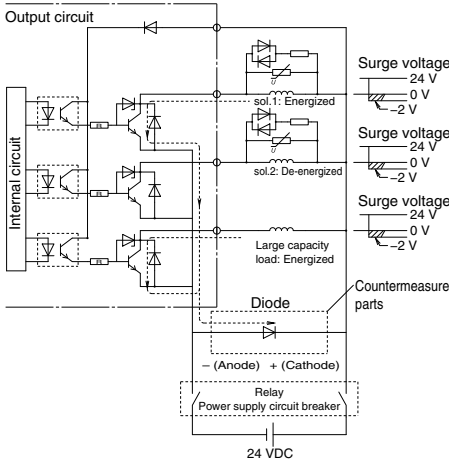 Output circuit
Internal circuit
sol.1: Energized
sol.2: De-energized
Large capacity
load: Energized
Surge voltage
24 V
0 V
−2 V
Surge voltage
24 V
0 V
−2 V
Surge voltage
24 V
0 V
−2 V
Countermeasure
parts
Diode
− (Anode) + (Cathode)
Relay
Power supply circuit breaker
24 VDC